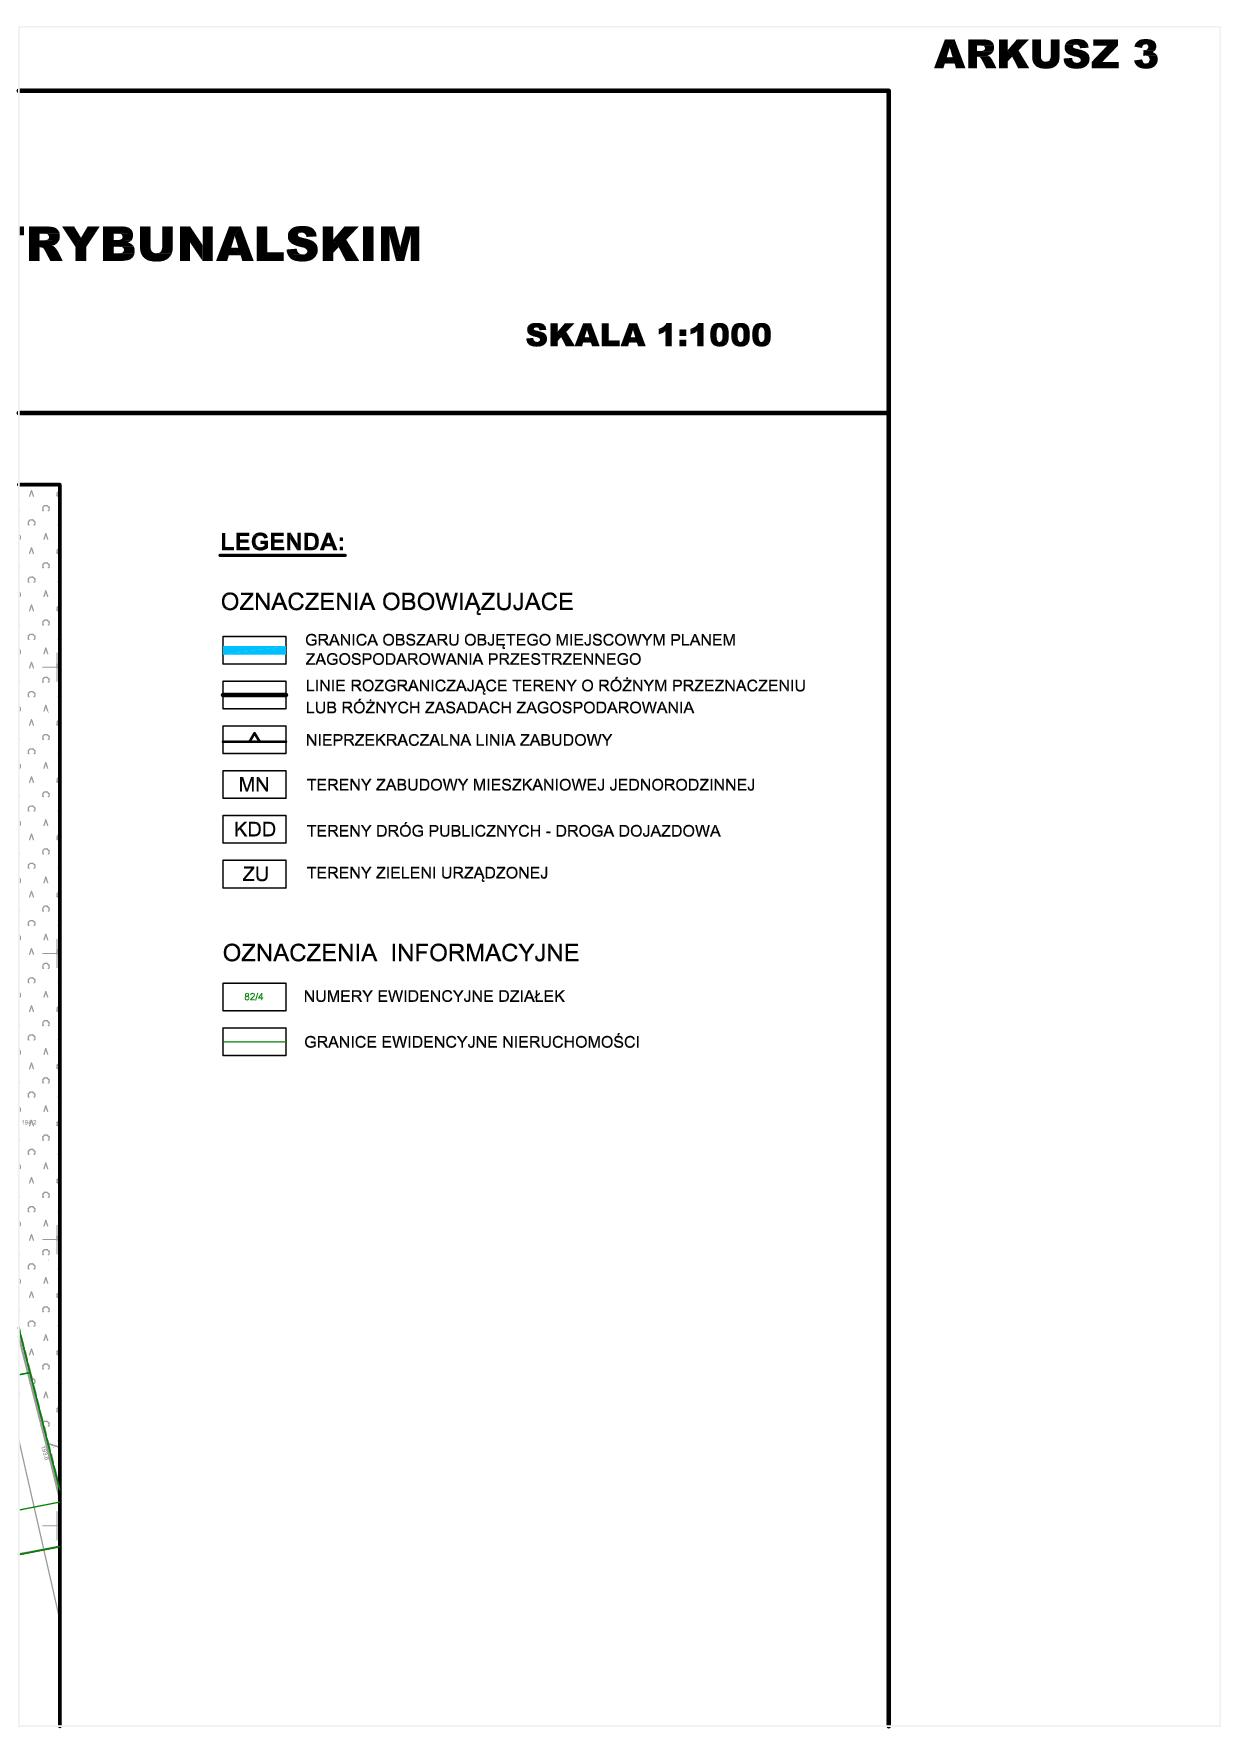 ARKUSZ 3
TRYBUNALSKIM
SKALA 1:1000
LEGENDA:
OZNACZENIA OBOWIĄZUJACE
GRANICA OBSZARU OBJĘTEGO MIEJSCOWYM PLANEM
ZAGOSPODAROWANIA PRZESTRZENNEGO
LINIE ROZGRANICZAJĄCE TERENY O RÓŻNYM PRZEZNACZENIU
LUB RÓŻNYCH ZASADACH ZAGOSPODAROWANIA
NIEPRZEKRACZALNA LINIA ZABUDOWY
MN TERENY ZABUDOWY MIESZKANIOWEJ JEDNORODZINNEJ
KDD TERENY DRÓG PUBLICZNYCH - DROGA DOJAZDOWA
ZU TERENY ZIELENI URZĄDZONEJ
OZNACZENIA INFORMACYJNE
82/4 NUMERY EWIDENCYJNE DZIAŁEK
GRANICE EWIDENCYJNE NIERUCHOMOŚCI